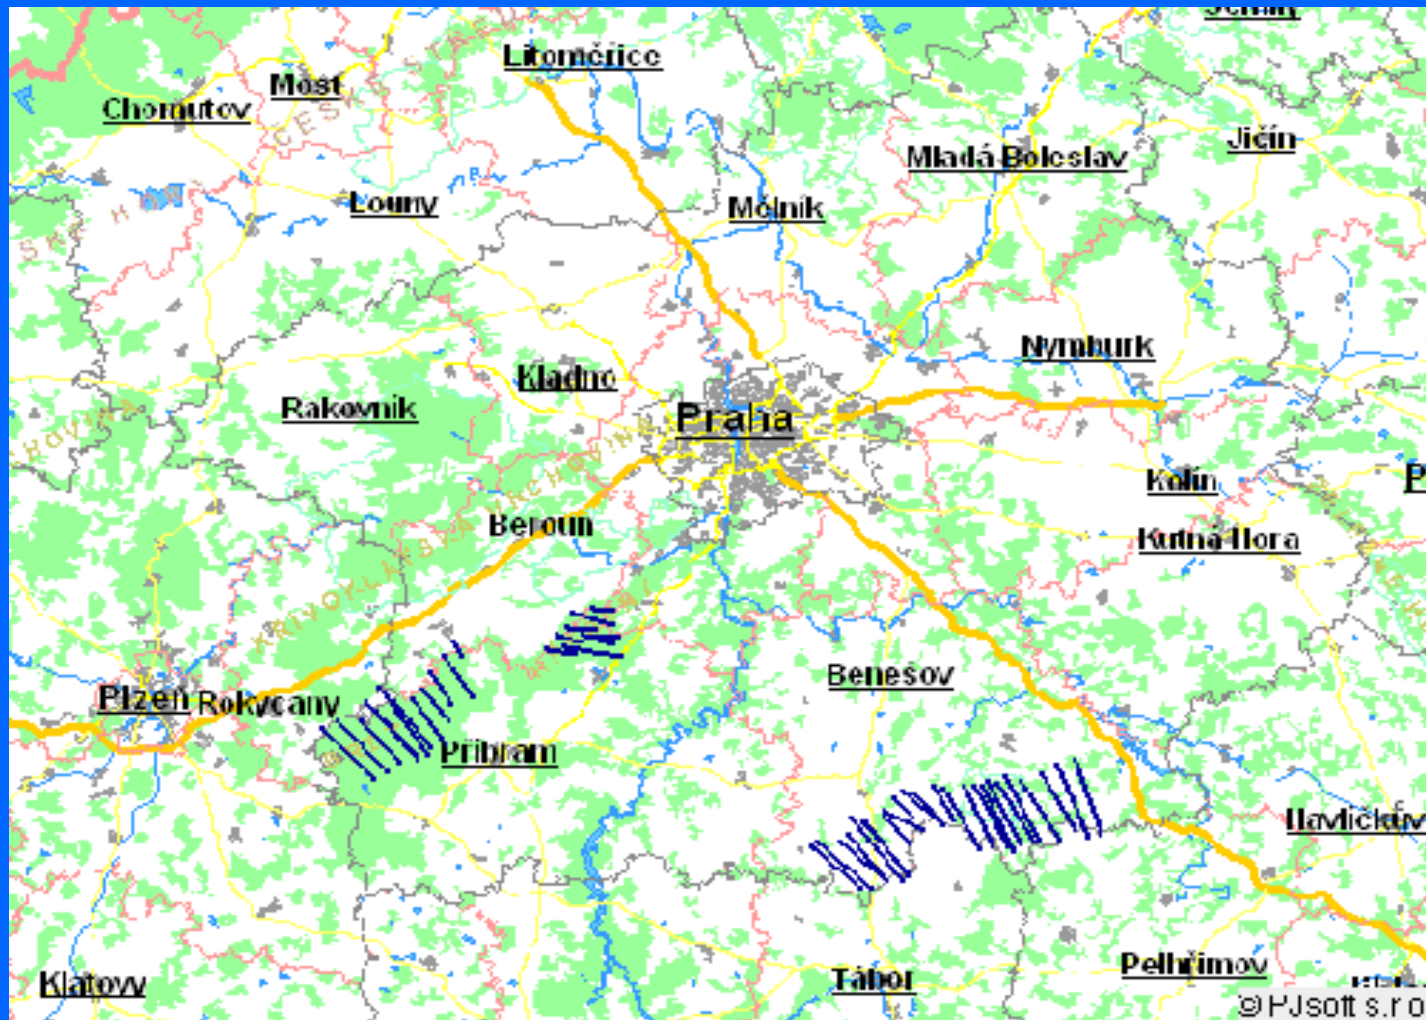 Litoměřice
Most
Chomutov
Jičín
Mladá Boleslav
Louny
Mělník
Nymburk
Kladno
Rakovník
Praha
Kolín
Beroun
Kutná Hora
Benešov
Plzeň
Rokycany
Příbram
Havlíčkův
Pelhřimov
Tábor
Klatovy
© PJsoft s.r.o